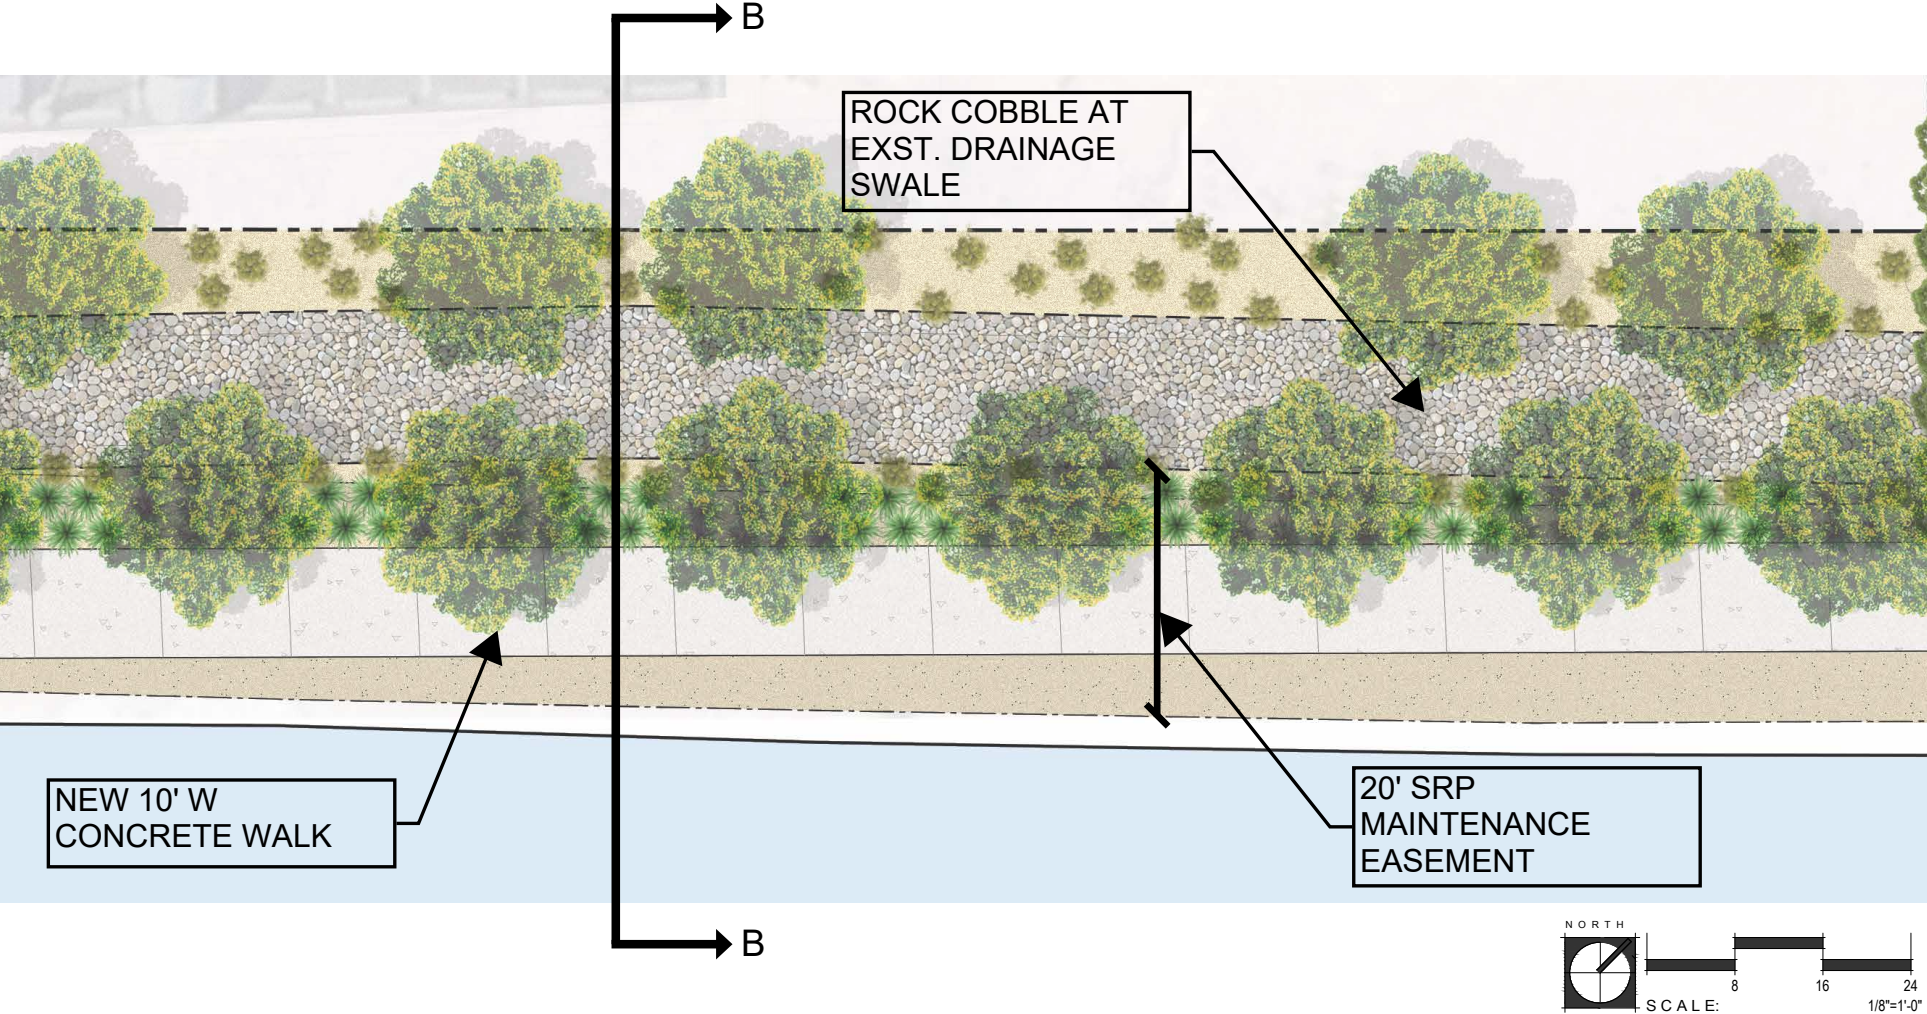 B
ROCK COBBLE AT
EXST. DRAINAGE
SWALE
NEW 10' W
CONCRETE WALK
20' SRP
MAINTENANCE
EASEMENT
B
NORTH
8 16 24
SCALE: 1/8"=1'-0"